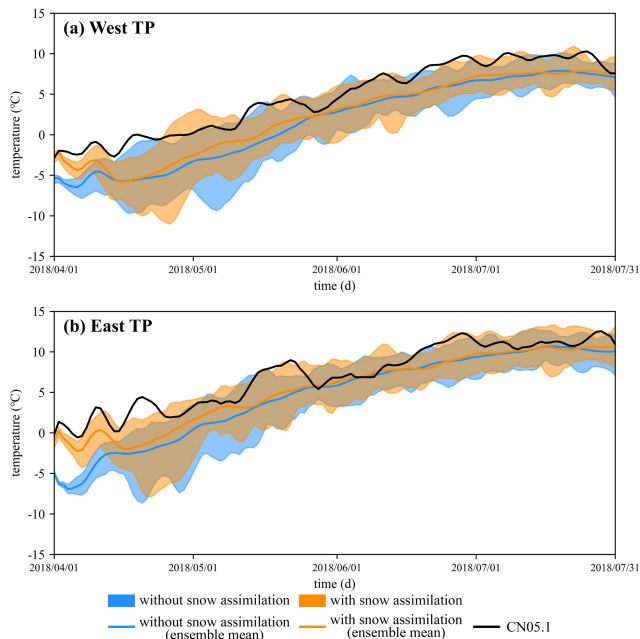 (a) West TP
15
10
5
0
-5
-10
-15
temperature (°C)
2018/04/01 2018/05/01 2018/06/01 2018/07/01 2018/07/31
time (d)
(b) East TP
15
10
5
0
-5
-10
-15
temperature (°C)
2018/04/01 2018/05/01 2018/06/01 2018/07/01 2018/07/31
time (d)
without snow assimilation with snow assimilation
without snow assimilation with snow assimilation CN05.1
(ensemble mean) (ensemble mean)